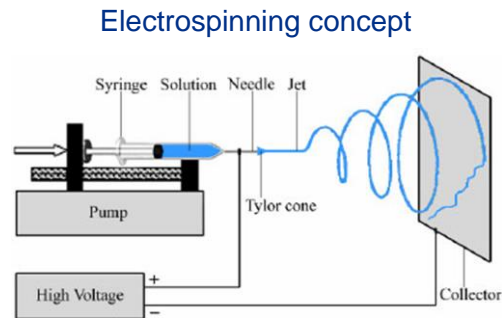 Electrospinning concept
Syringe Solution Needle Jet
Tylor cone
Pump
High Voltage
+
−
Collector